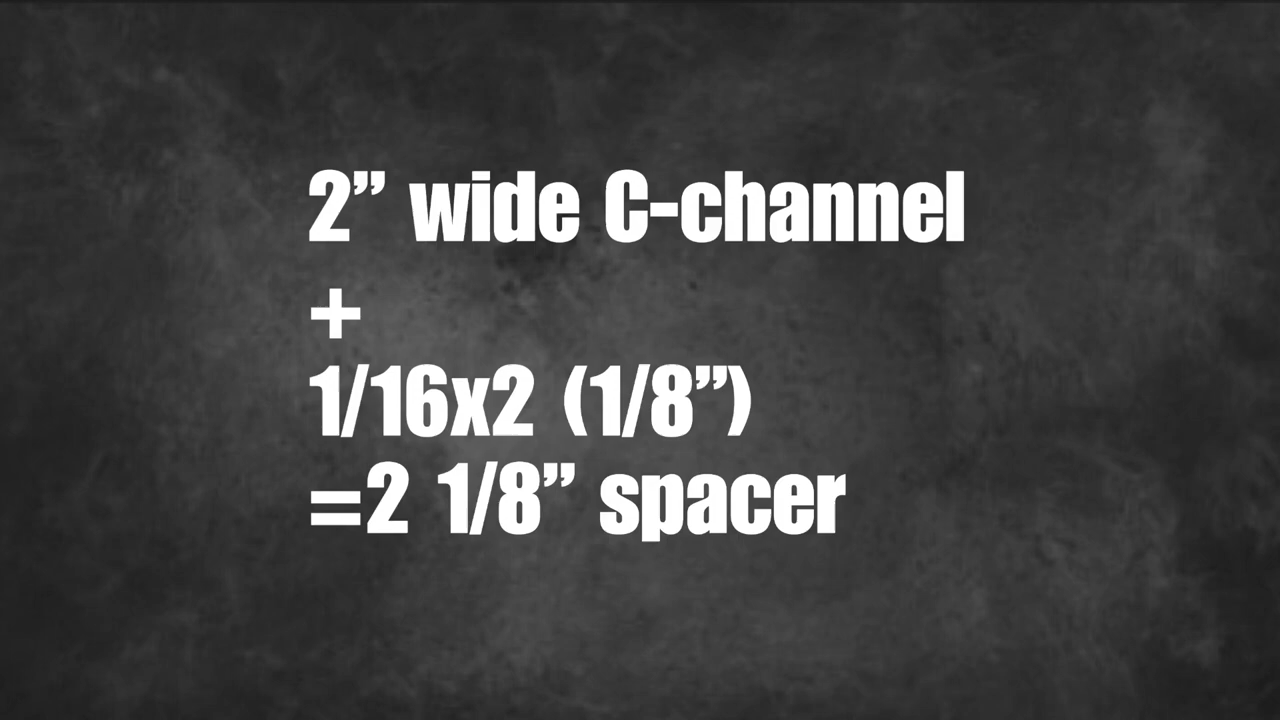 2” wide C-channel
+
1/16x2 (1/8”)
=2 1/8” spacer